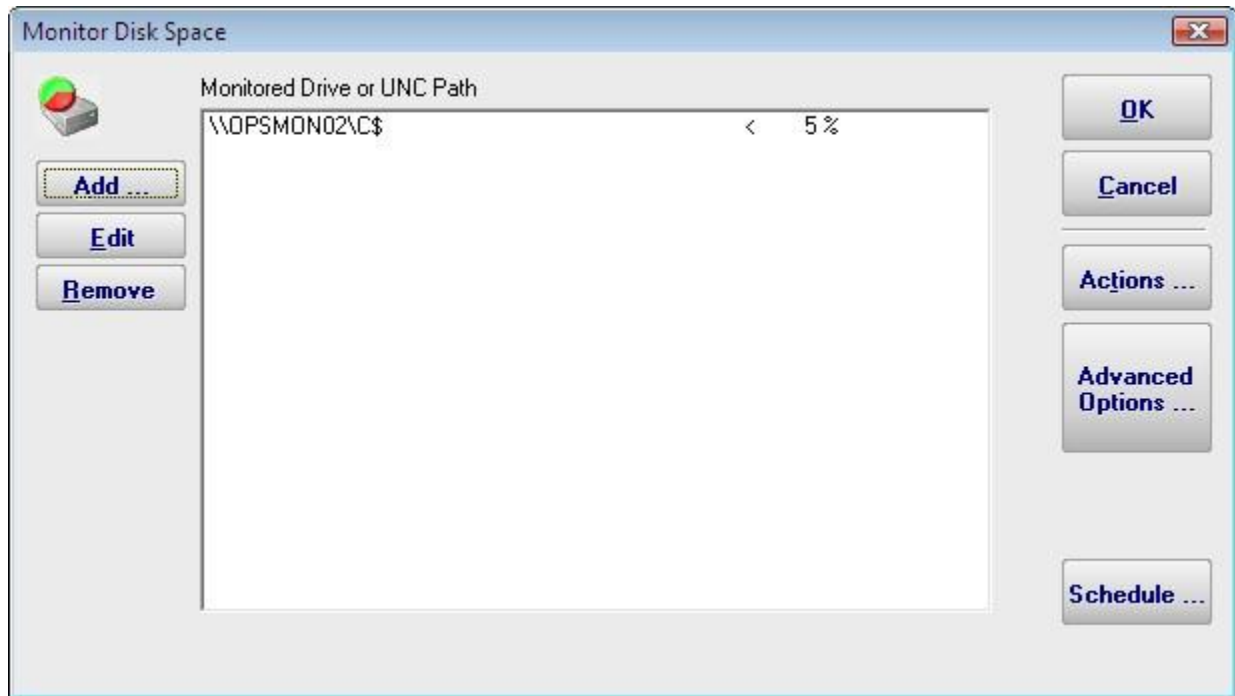 Monitor Disk Space
Monitored Drive or UNC Path
\\OPSMON02\C$ < 5 %
Add ...
Edit
Remove
OK
Cancel
Actions ...
Advanced
Options ...
Schedule ...